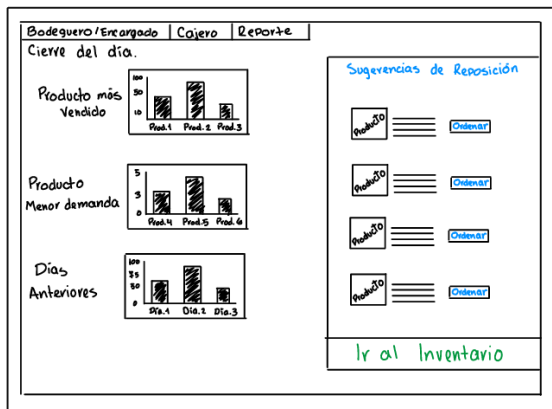 Bodeguero/Encargado Cajero Reporte
Cierre del día.
Producto más
Vendido
100
50
10
Prod.1 Prod.2 Prod.3
Producto
Menor demanda
5
3
0
Prod.4 Prod.5 Prod.6
Días
Anteriores
100
50
0
Día.1 Día.2 Día.3
Sugerencias de Reposición
Producto
Ordenar
Producto
Ordenar
Producto
Ordenar
Producto
Ordenar
Ir al Inventario